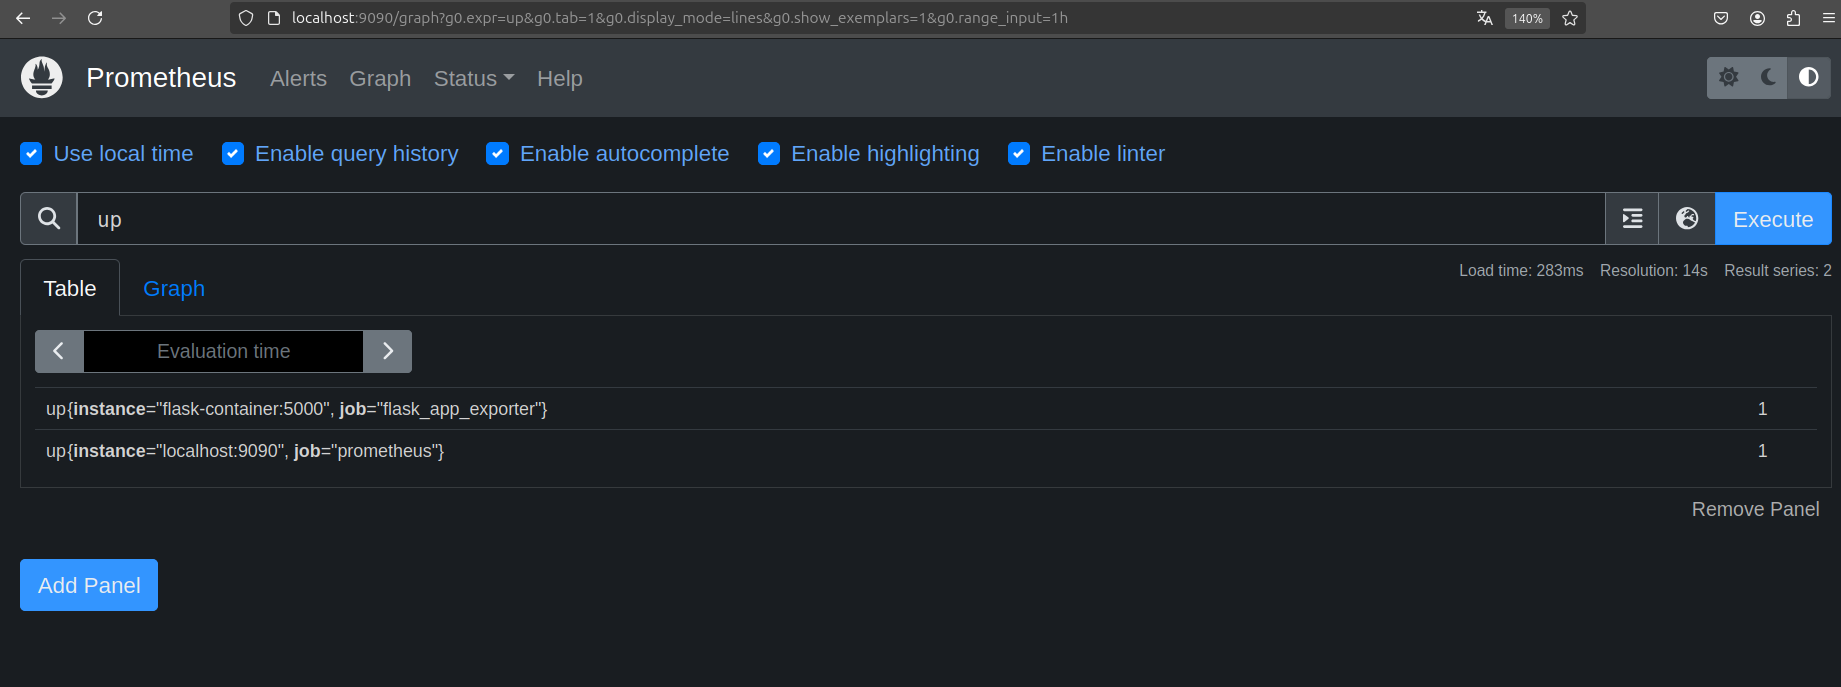 localhost:9090/graph?g0.expr=up&g0.tab=1&g0.display_mode=lines&g0.show_exemplars=1&g0.range_input=1h
140%
Prometheus Alerts Graph Status Help
Use local time Enable query history Enable autocomplete Enable highlighting Enable linter
up
Execute
Table Graph
Load time: 283ms Resolution: 14s Result series: 2
Evaluation time
up{instance="flask-container:5000", job="flask_app_exporter"} 1
up{instance="localhost:9090", job="prometheus"} 1
Remove Panel
Add Panel